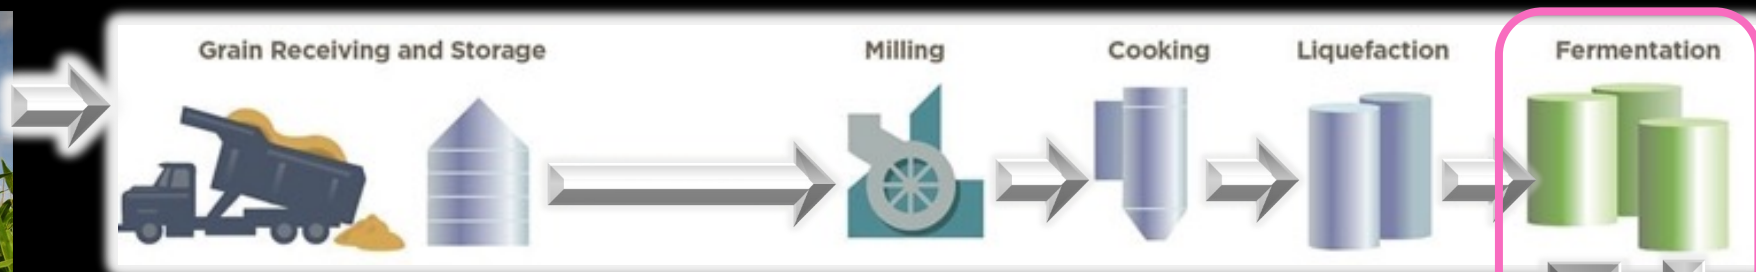 Grain Receiving and Storage
Milling
Cooking
Liquefaction
Fermentation